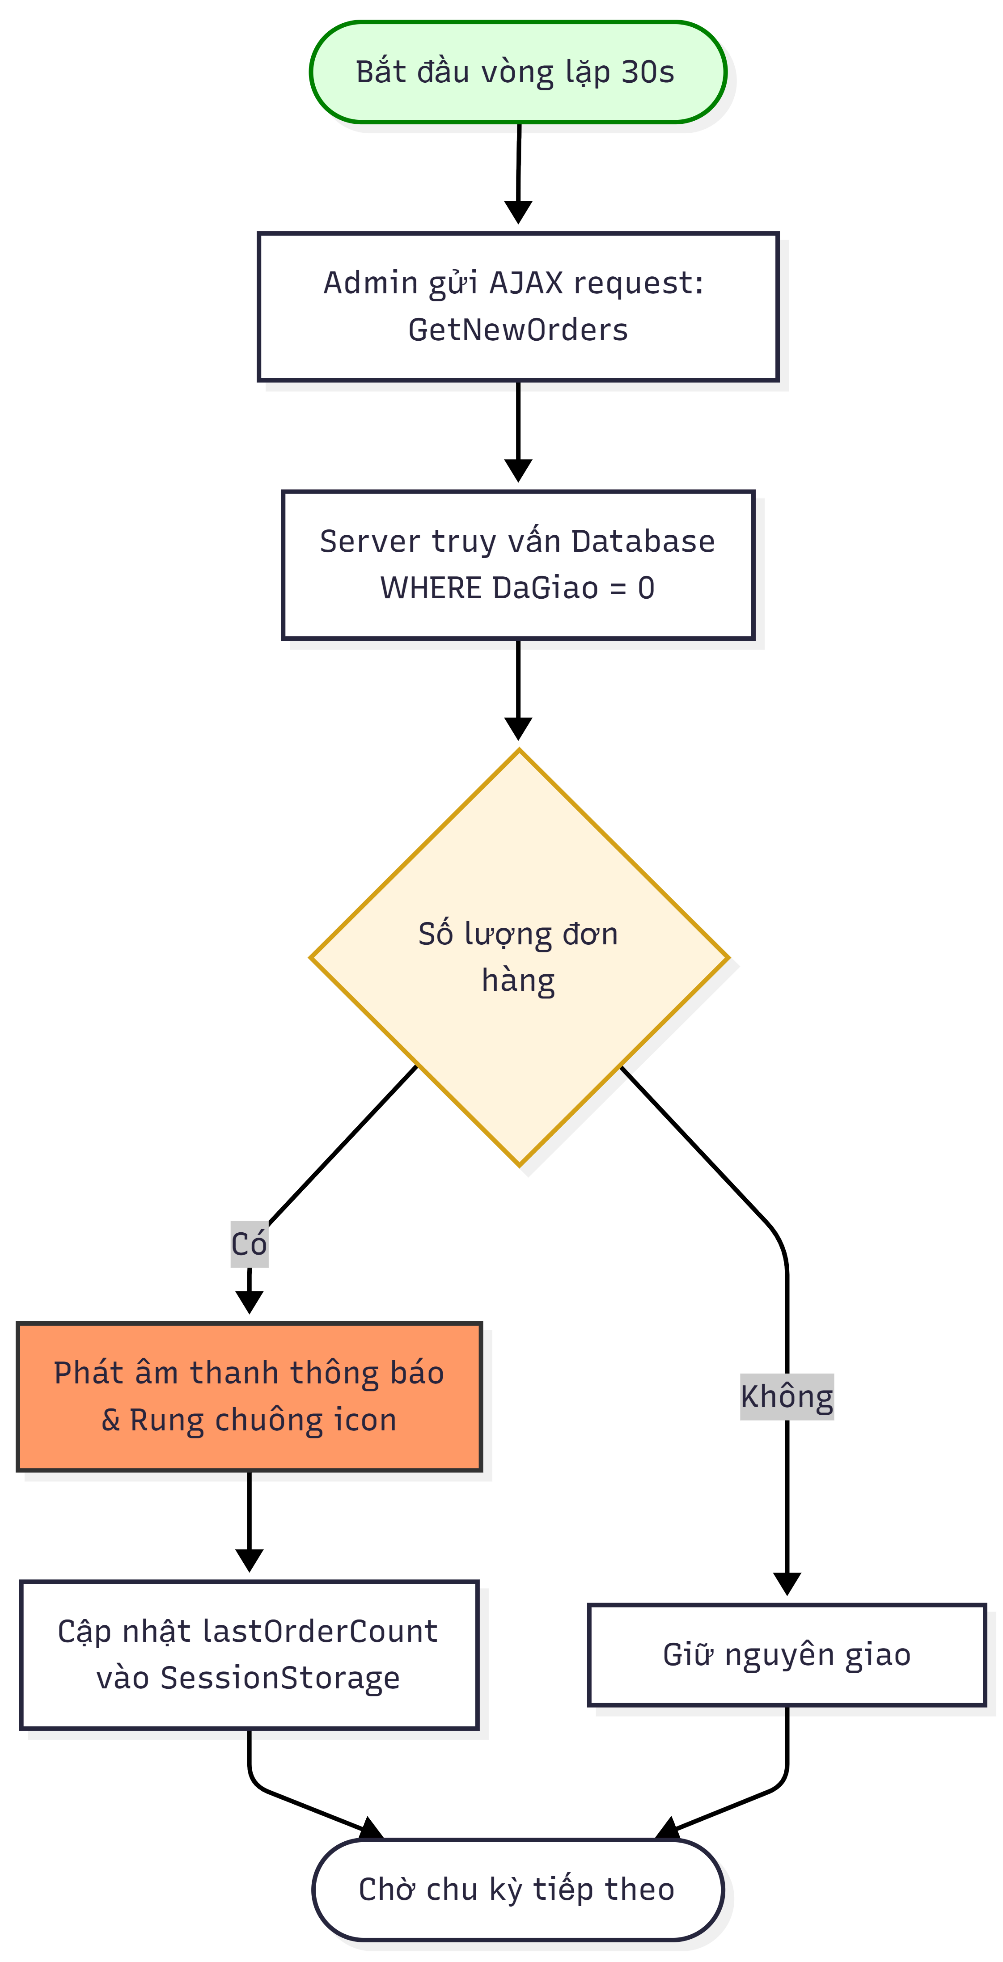 Bắt đầu vòng lặp 30s
Admin gửi AJAX request:
GetNewOrders
Server truy vấn Database
WHERE DaGiao = 0
Số lượng đơn
hàng
Có
Phát âm thanh thông báo
& Rung chuông icon
Không
Cập nhật lastOrderCount
vào SessionStorage
Giữ nguyên giao
Chờ chu kỳ tiếp theo